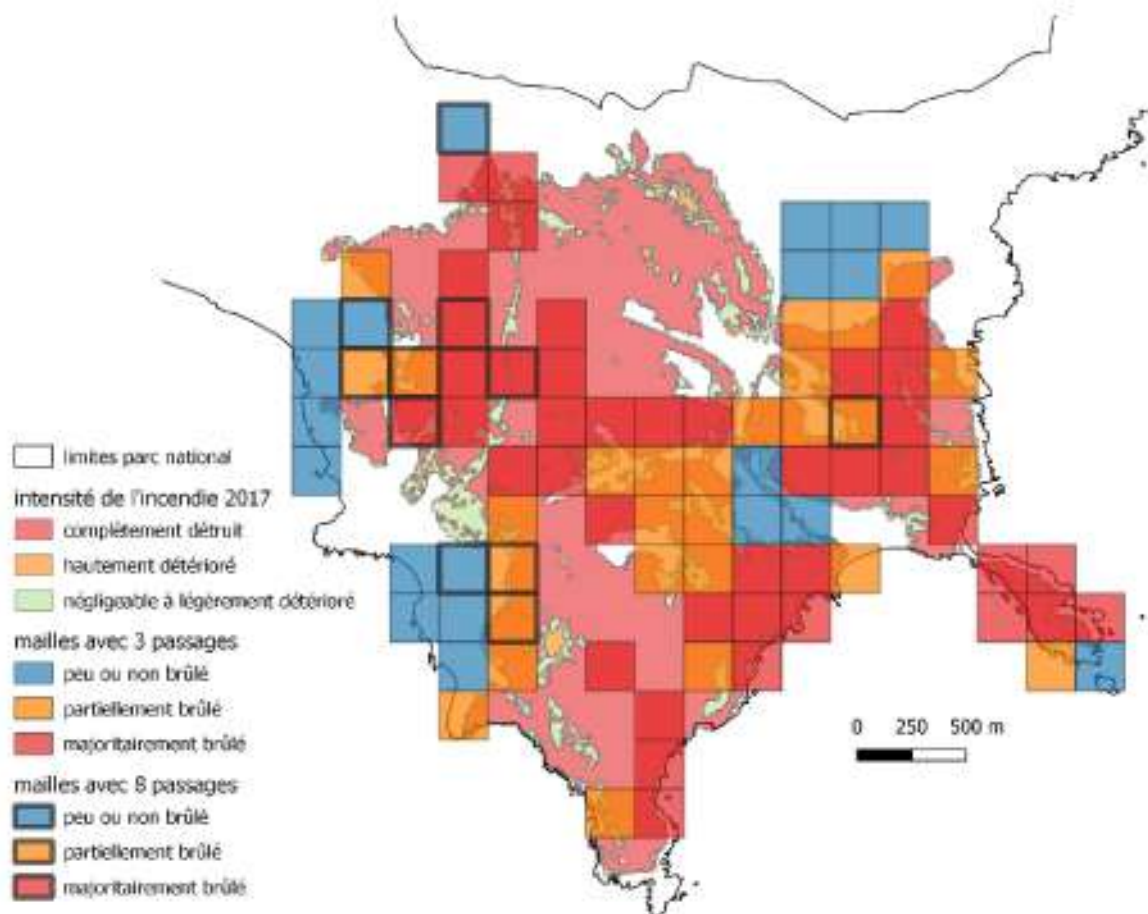 limites parc national
intensité de l'incendie 2017
complètement détruit
hautement détérioré
négligeable à légèrement détérioré
mailles avec 3 passages
peu ou non brûlé
partiellement brûlé
majoritairement brûlé
mailles avec 8 passages
peu ou non brûlé
partiellement brûlé
majoritairement brûlé
0 250 500 m